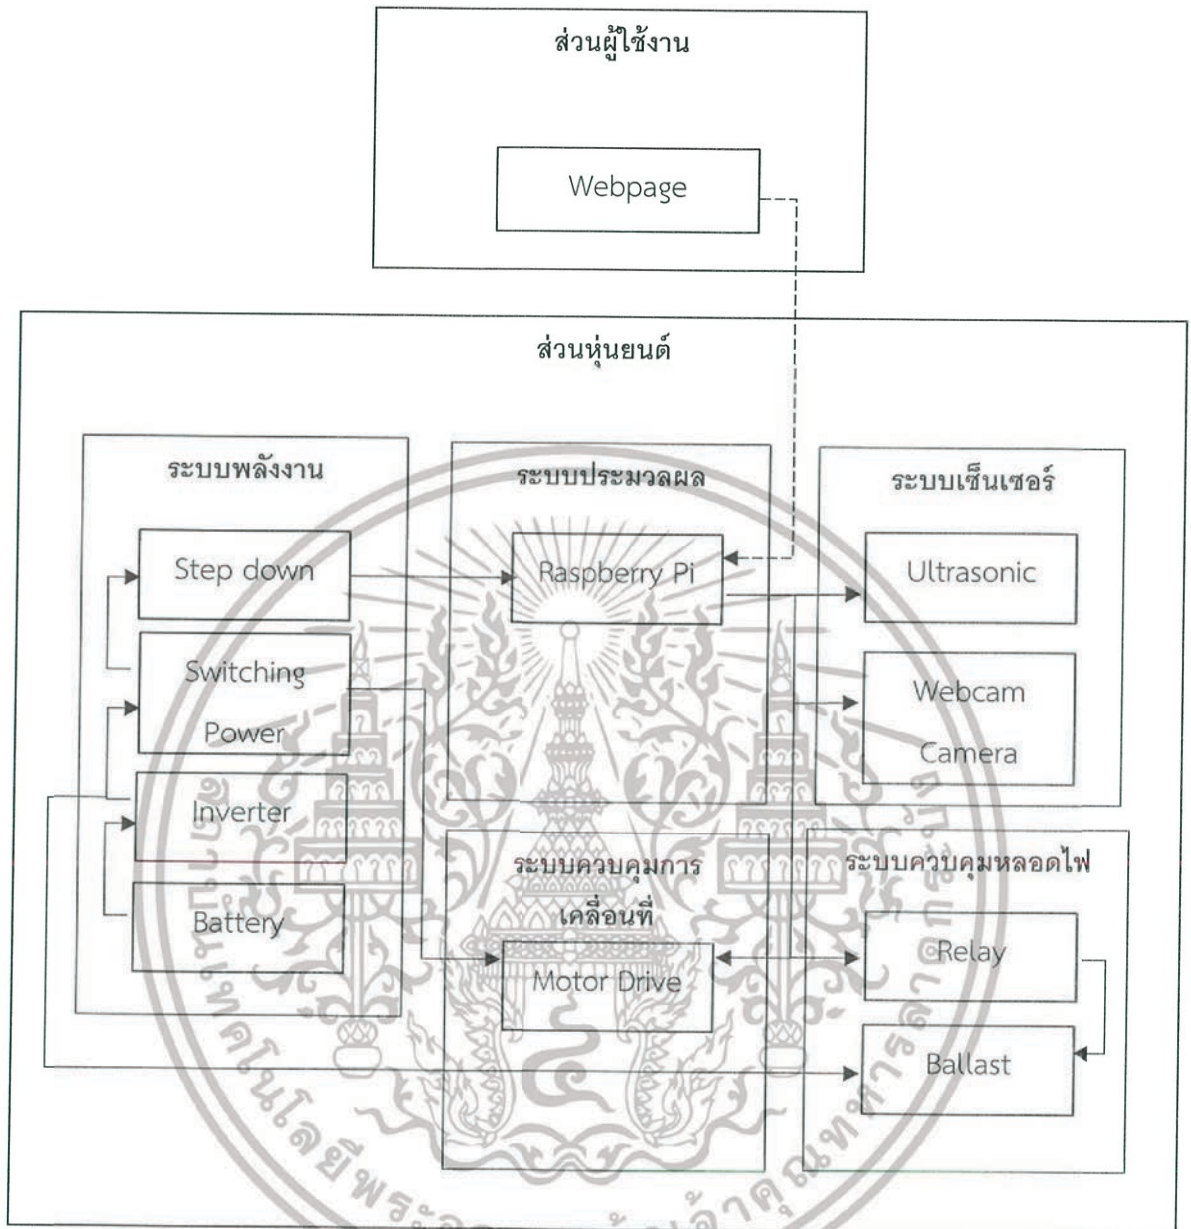 ส่วนผู้ใช้งาน
Webpage
ส่วนหุ่นยนต์
ระบบพลังงาน
Step down
Switching
Power
Inverter
Battery
ระบบประมวลผล
Raspberry Pi
ระบบเซ็นเซอร์
Ultrasonic
Webcam
Camera
ระบบควบคุมการ
เคลื่อนที่
Motor Drive
ระบบควบคุมหลอดไฟ
Relay
Ballast